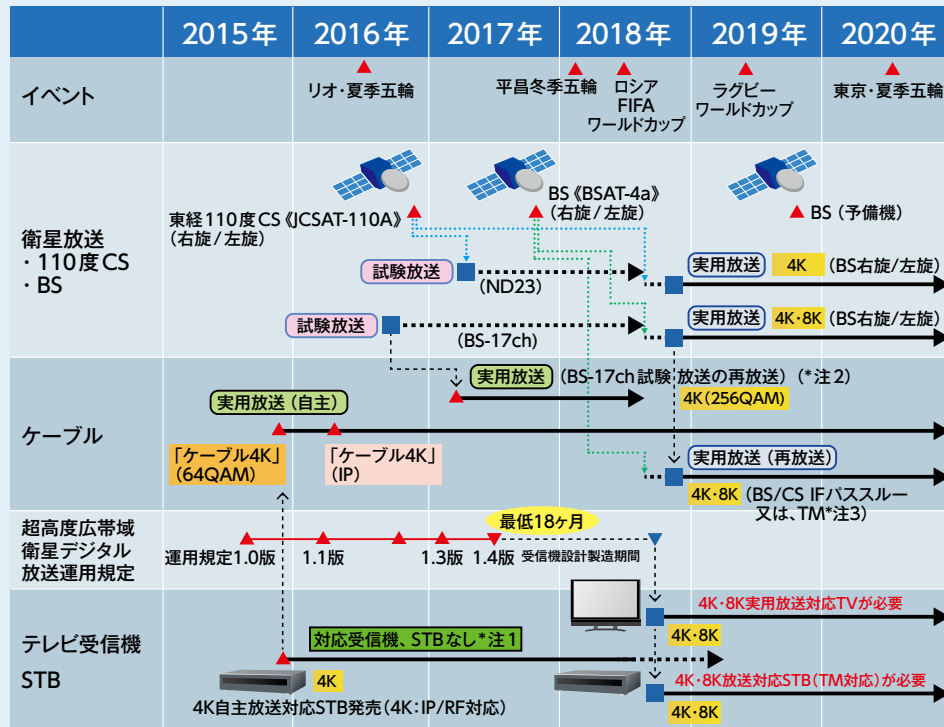 2015年 2016年 2017年 2018年 2019年 2020年
イベント
リオ・夏季五輪
平昌冬季五輪
ロシア
FIFA
ワールドカップ
ラグビー
ワールドカップ
東京・夏季五輪
衛星放送
・110度CS
・BS
東経110度CS《JCSAT-110A》
(右旋/左旋)
BS《BSAT-4a》
(右旋/左旋)
BS (予備機)
試験放送
(ND23)
実用放送 4K (BS右旋/左旋)
試験放送
(BS-17ch)
実用放送 4K・8K (BS右旋/左旋)
ケーブル
実用放送 (BS-17ch試験放送の再放送) (*注2)
4K(256QAM)
実用放送(自主)
「ケーブル4K」
(64QAM)
「ケーブル4K」
(IP)
実用放送(再放送)
4K・8K (BS/CS IFパススルー
又は、TM*注3)
超高度広帯域
衛星デジタル
放送運用規定
最低18ヶ月
運用規定1.0版 1.1版 1.3版 1.4版 受信機設計製造期間
テレビ受信機
STB
4K・8K実用放送対応TVが必要
4K・8K
対応受信機、STBなし*注1
4K
4K自主放送対応STB発売(4K:IP/RF対応)
4K・8K放送対応STB(TM対応)が必要
4K・8K